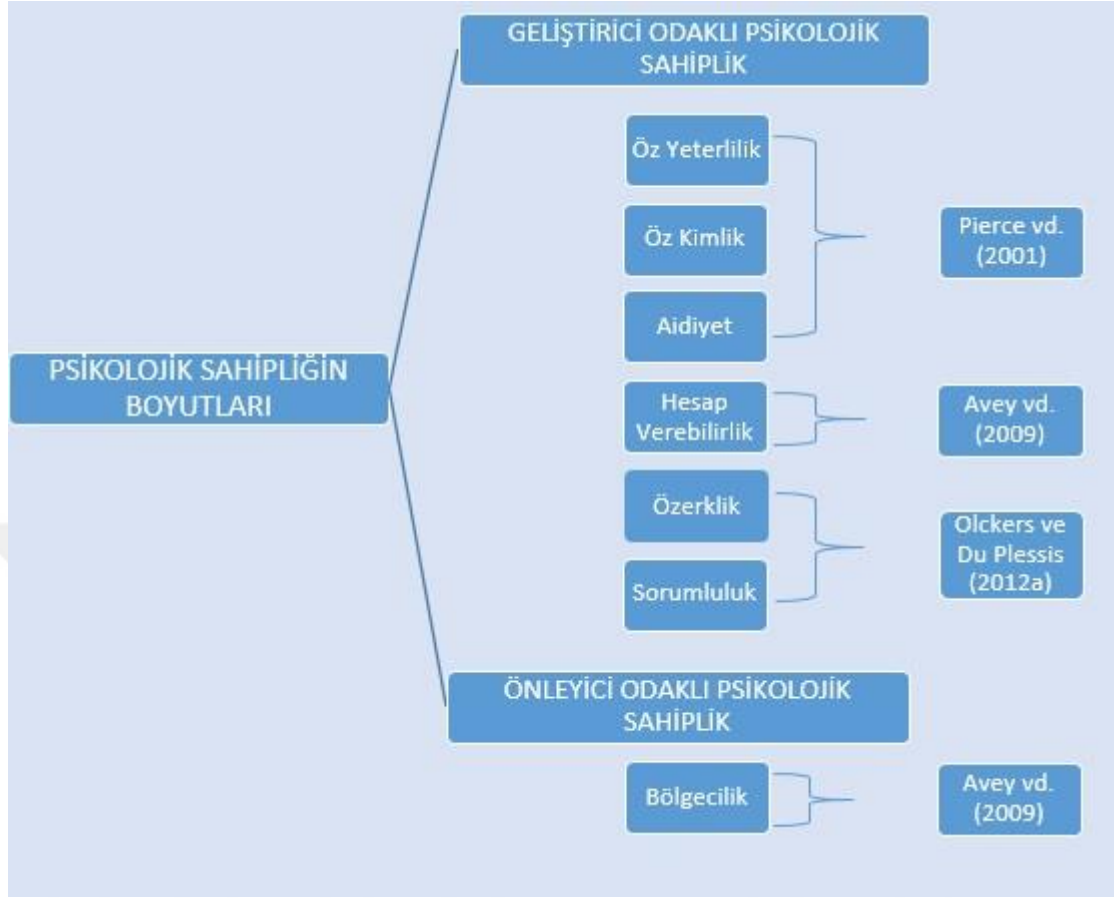 GELİŞTİRİCİ ODAKLI PSİKOLOJİK
SAHİPLİK
Öz Yeterlilik
Öz Kimlik
Aidiyet
Pierce vd.
(2001)
PSİKOLOJİK SAHİPLİĞİN
BOYUTLARI
Hesap
Verebilirlik
Avey vd.
(2009)
Özerklik
Sorumluluk
Olckers ve
Du Plessis
(2012a)
ÖNLEYİCİ ODAKLI PSİKOLOJİK
SAHİPLİK
Bölgecilik
Avey vd.
(2009)